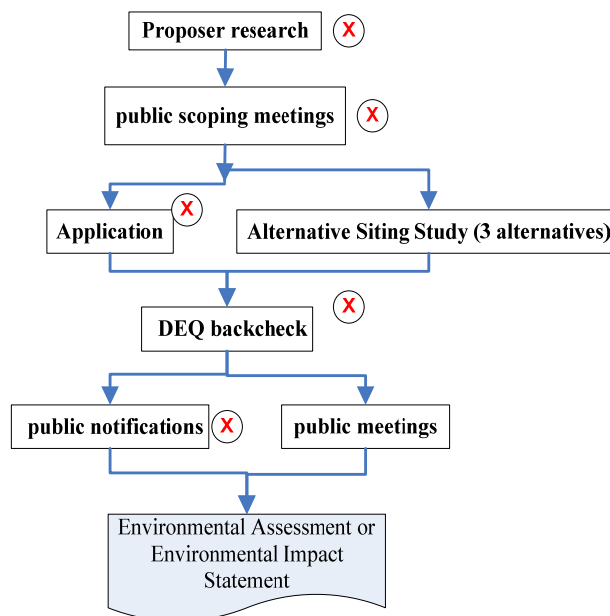 Proposer research X
public scoping meetings X
X
Application Alternative Siting Study (3 alternatives)
X
DEQ backcheck
public notifications X public meetings
Environmental Assessment or
Environmental Impact
Statement